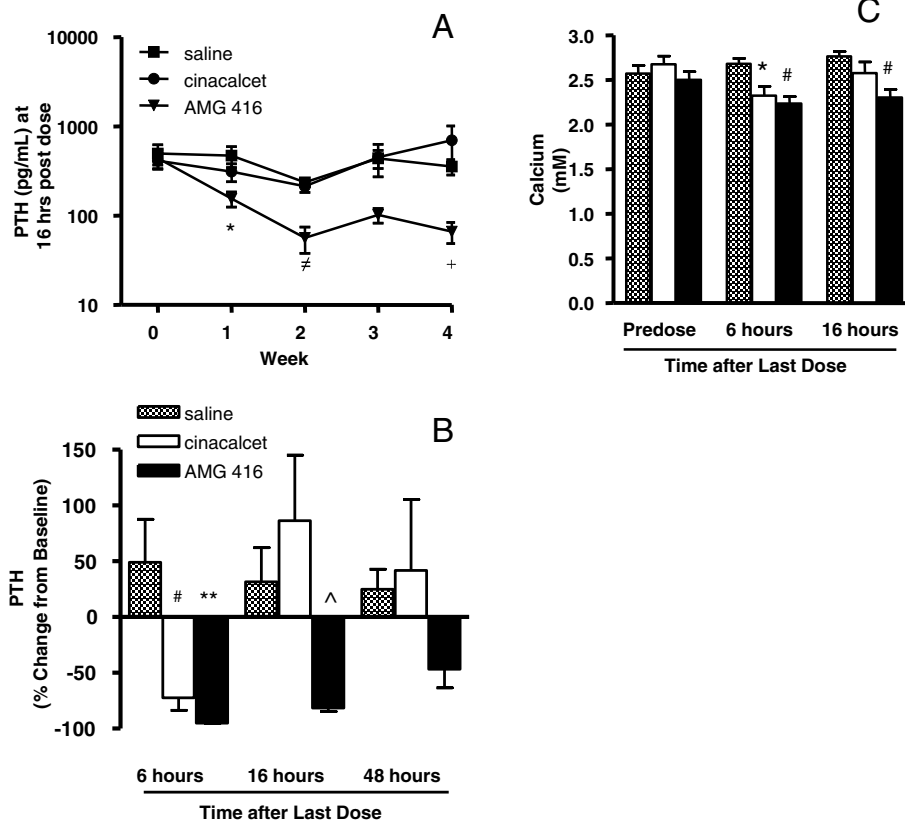 A
10000
1000
100
10
saline
cinacalcet
AMG 416
PTH (pg/mL) at
16 hrs post dose
*
≠
+
0 1 2 3 4
Week
C
3.0
2.5
2.0
1.5
1.0
0.5
0.0
Calcium
(mM)
* # #
Predose 6 hours 16 hours
Time after Last Dose
B
saline
cinacalcet
AMG 416
150
100
50
0
-50
-100
PTH
(% Change from Baseline)
# ** ^
6 hours 16 hours 48 hours
Time after Last Dose